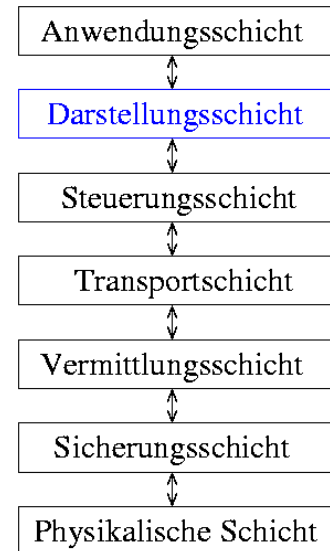 Anwendungsschicht
Darstellungsschicht
Steuerungsschicht
Transportschicht
Vermittlungsschicht
Sicherungsschicht
Physikalische Schicht